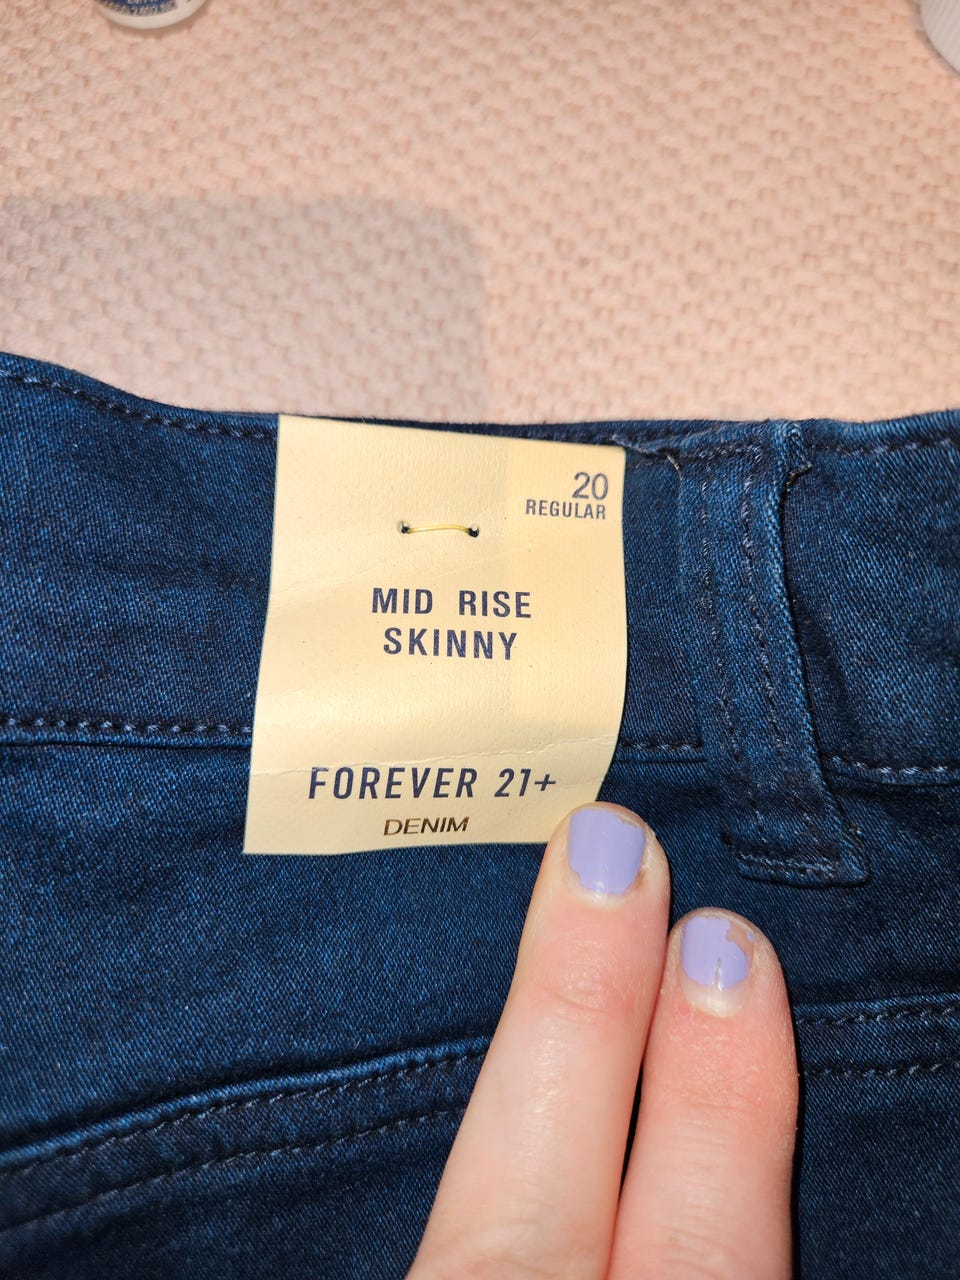 20
REGULAR
MID RISE
SKINNY
FOREVER 21+
DENIM